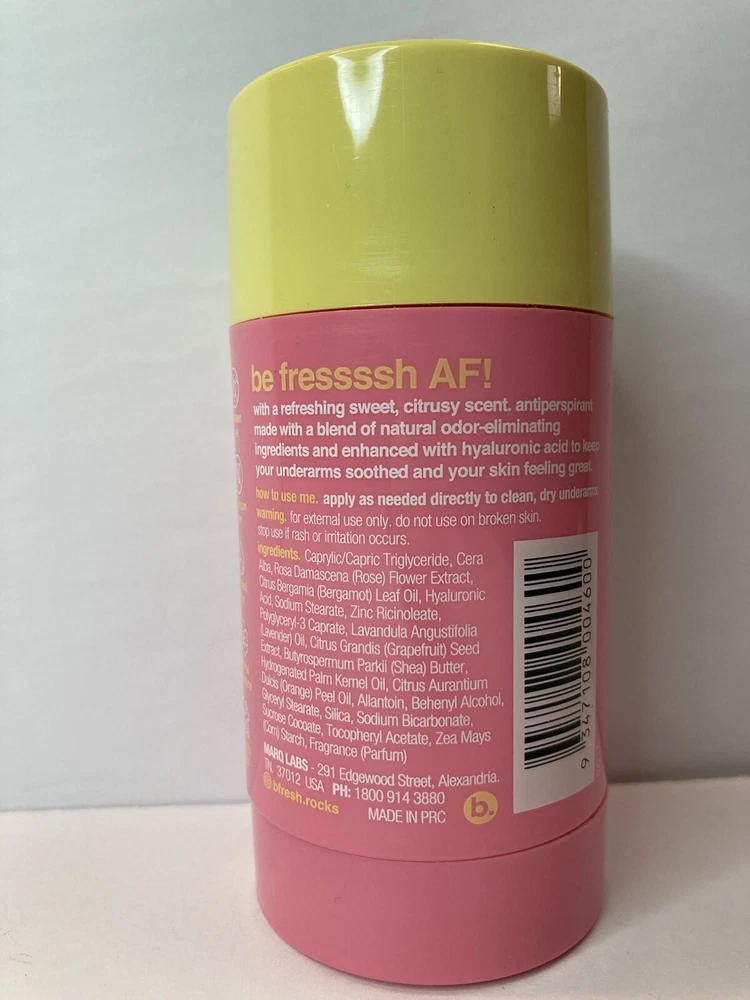 be fresssssh AF!
with a refreshing sweet, citrusy scent. antiperspirant
made with a blend of natural odor-eliminating
ingredients and enhanced with hyaluronic acid to keep
your underarms soothed and your skin feeling great.
how to use me. apply as needed directly to clean, dry underarms.
warning. for external use only. do not use on broken skin.
stop use if rash or irritation occurs.
ingredients. Caprylic/Capric Triglyceride, Cera
Alba, Rosa Damascena (Rose) Flower Extract,
Citrus Bergamia (Bergamot) Leaf Oil, Hyaluronic
Acid, Sodium Stearate, Zinc Ricinoleate,
Polyglyceryl-3 Caprate, Lavandula Angustifolia
(Lavender) Oil, Citrus Grandis (Grapefruit) Seed
Extract, Butyrospermum Parkii (Shea) Butter,
Hydrogenated Palm Kernel Oil, Citrus Aurantium
Dulcis (Orange) Peel Oil, Allantoin, Behenyl Alcohol,
Glyceryl Stearate, Silica, Sodium Bicarbonate,
Sucrose Cocoate, Tocopheryl Acetate, Zea Mays
(Corn) Starch, Fragrance (Parfum)
MARQ LABS - 291 Edgewood Street, Alexandria.
TN. 37012 USA PH: 1800 914 3880
bfresh.rocks
MADE IN PRC
b.
9 347108 004600